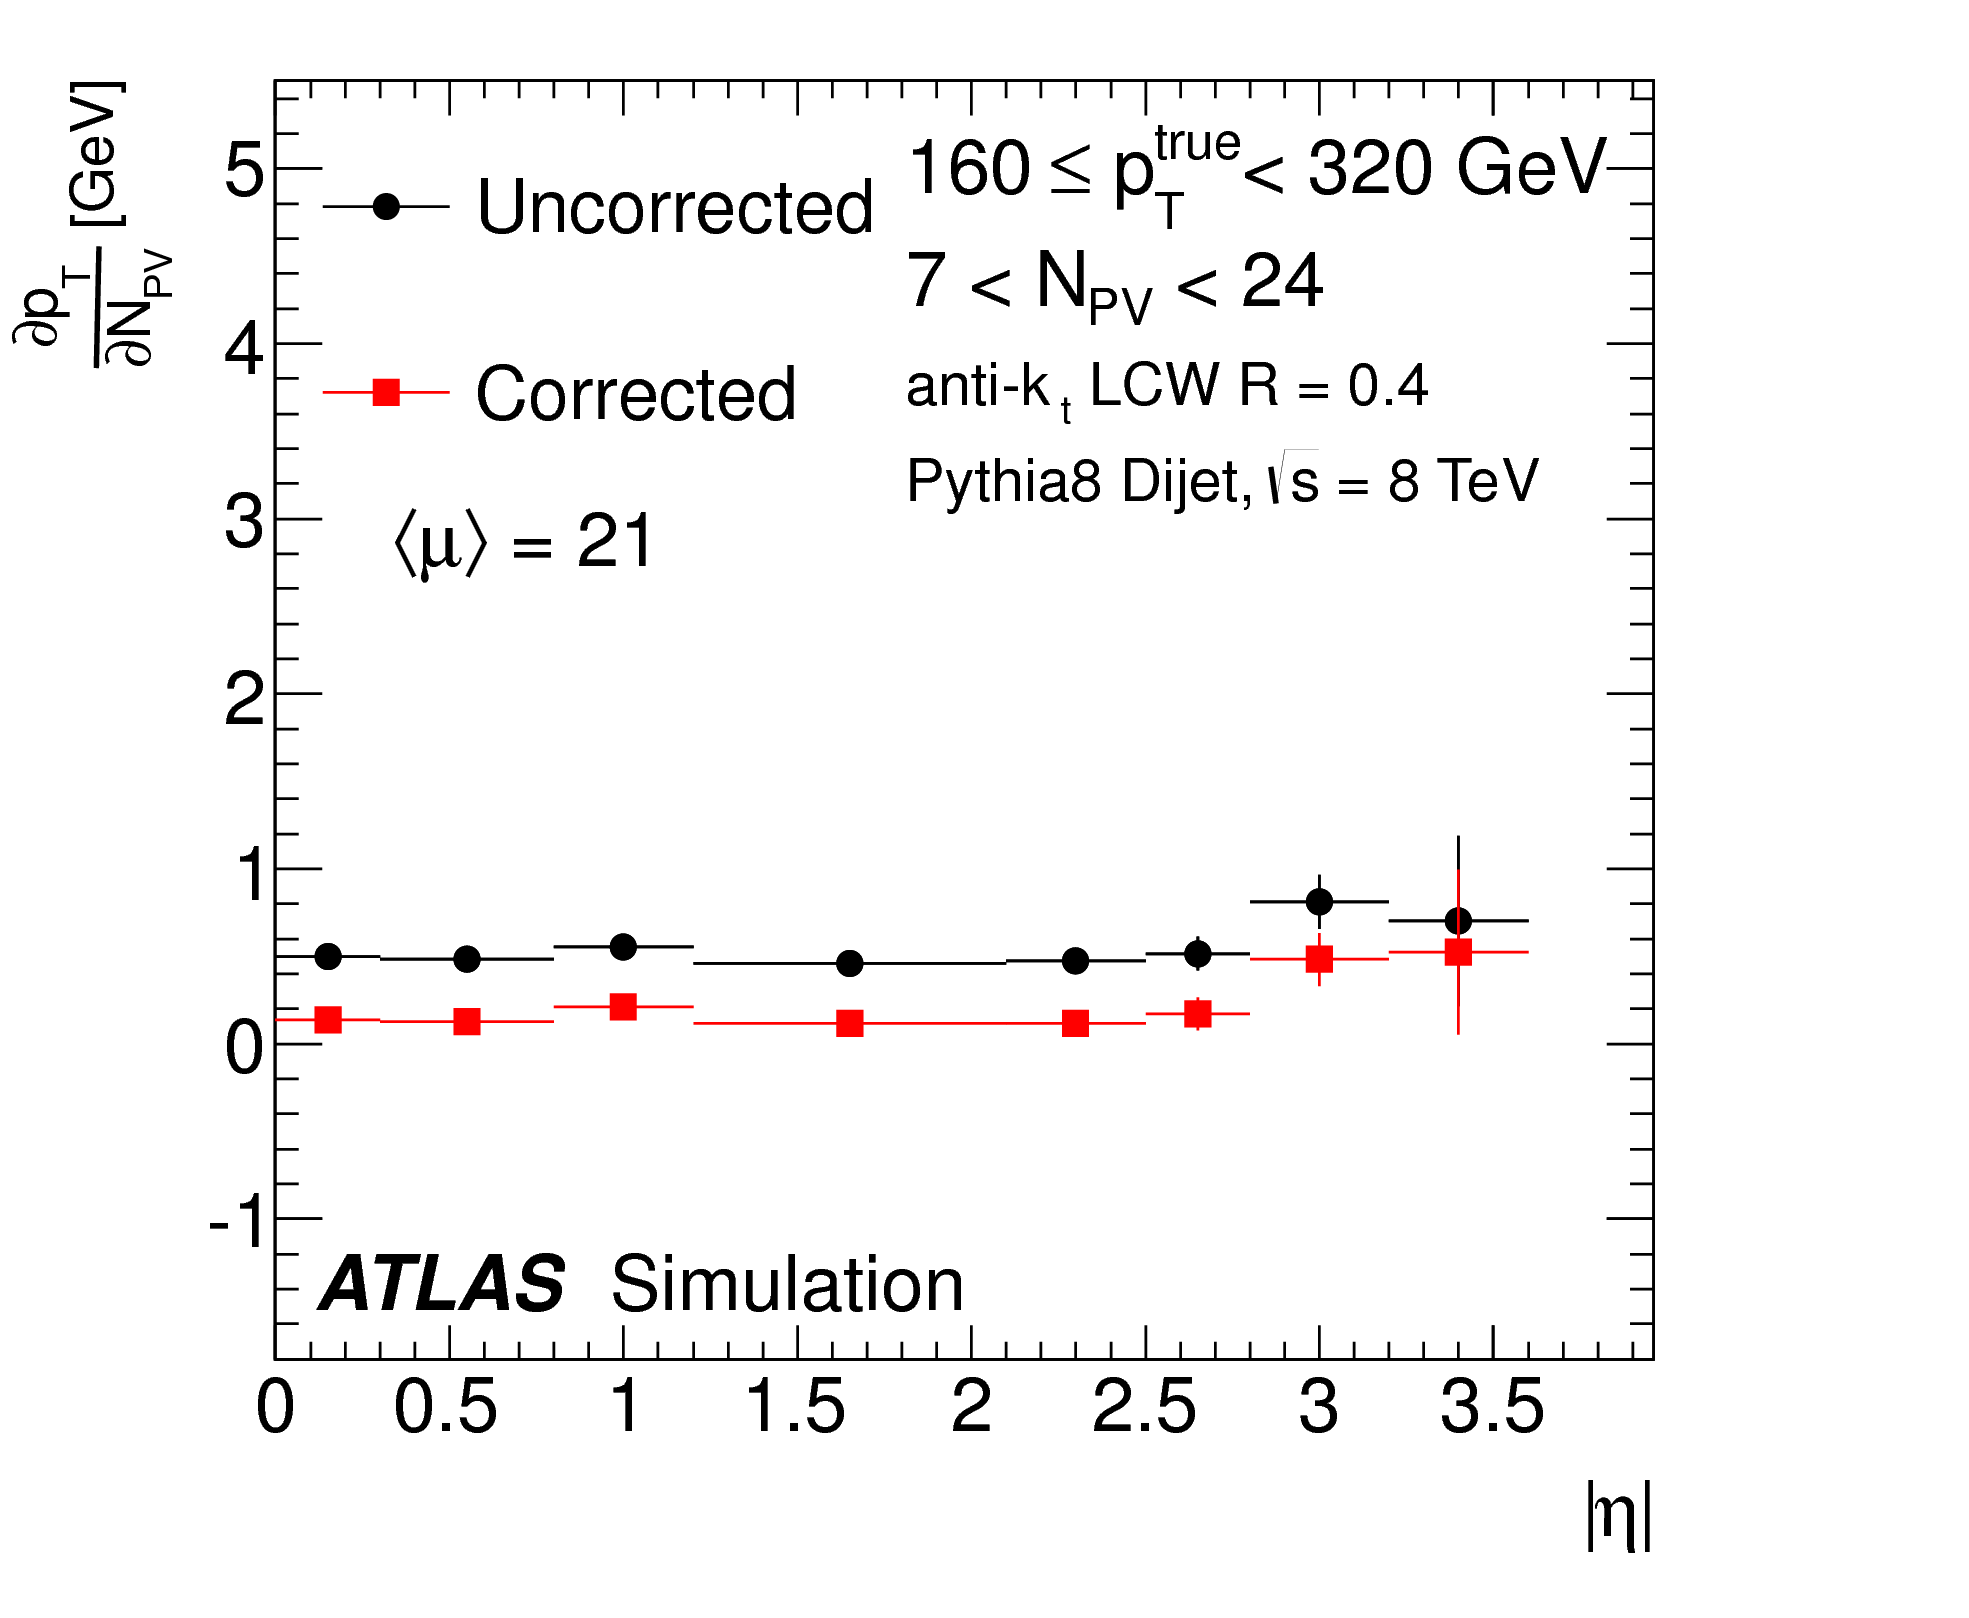 ∂p_T/∂N_PV [GeV]
5
4
3
2
1
0
-1
Uncorrected
Corrected
⟨μ⟩ = 21
160 ≤ p_T^true < 320 GeV
7 < N_PV < 24
anti-k_t LCW R = 0.4
Pythia8 Dijet, √s = 8 TeV
ATLAS Simulation
0 0.5 1 1.5 2 2.5 3 3.5
|η|